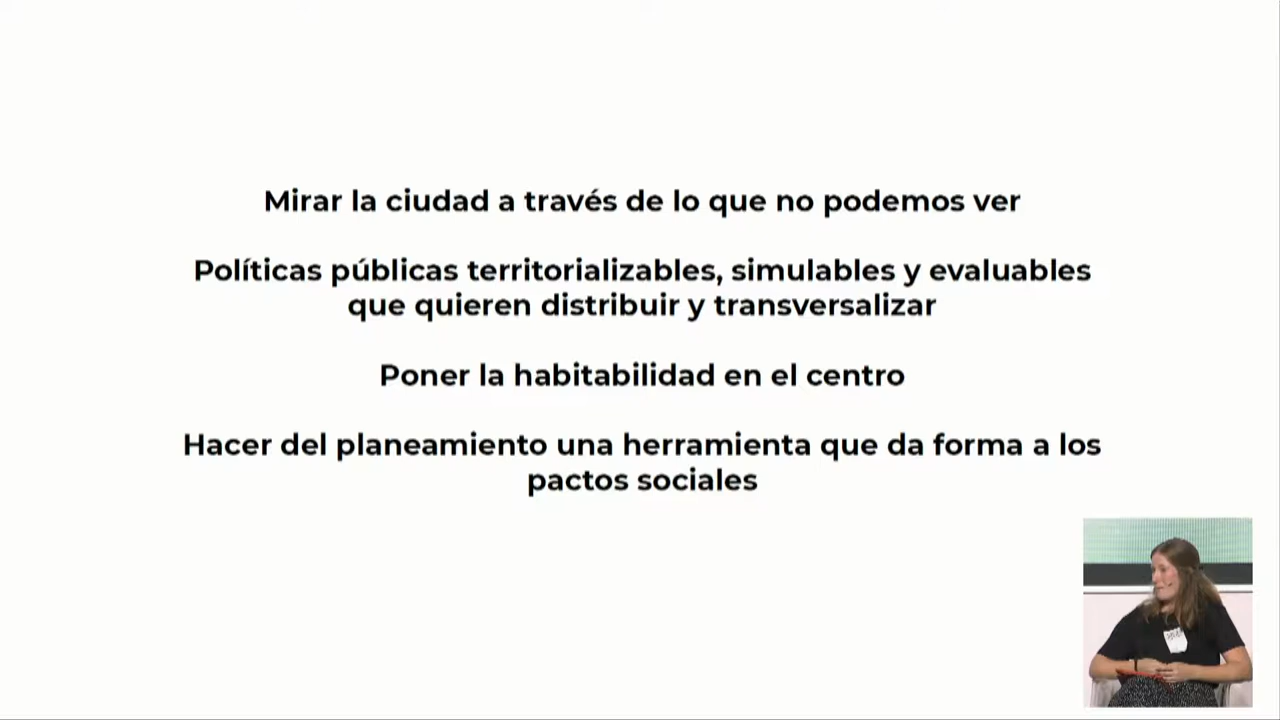 Mirar la ciudad a través de lo que no podemos ver
Políticas públicas territorializables, simulables y evaluables
que quieren distribuir y transversalizar
Poner la habitabilidad en el centro
Hacer del planeamiento una herramienta que da forma a los
pactos sociales